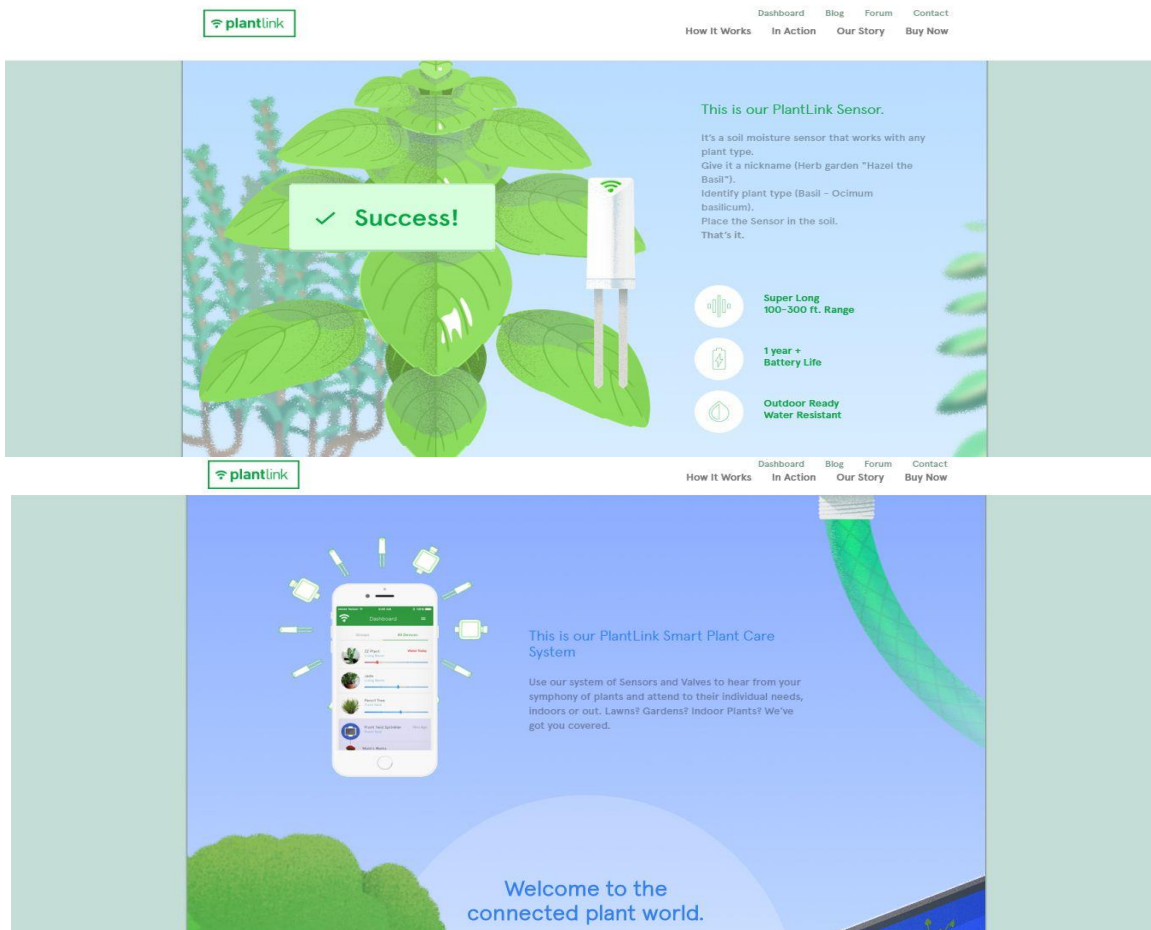 plantlink
Dashboard Blog Forum Contact
How It Works In Action Our Story Buy Now
This is our PlantLink Sensor.
It's a soil moisture sensor that works with any
plant type.
Give it a nickname (Herb garden "Hazel the
Basil").
Identify plant type (Basil - Ocimum
basilicum).
Place the Sensor in the soil.
That's it.
Success!
Super Long
100-300 ft. Range
1 year +
Battery Life
Outdoor Ready
Water Resistant
plantlink
Dashboard Blog Forum Contact
How It Works In Action Our Story Buy Now
Dashboard
This is our PlantLink Smart Plant Care
System
Use our system of Sensors and Valves to hear from your
symphony of plants and attend to their individual needs,
indoors or out. Lawns? Gardens? Indoor Plants? We've
got you covered.
Welcome to the
connected plant world.